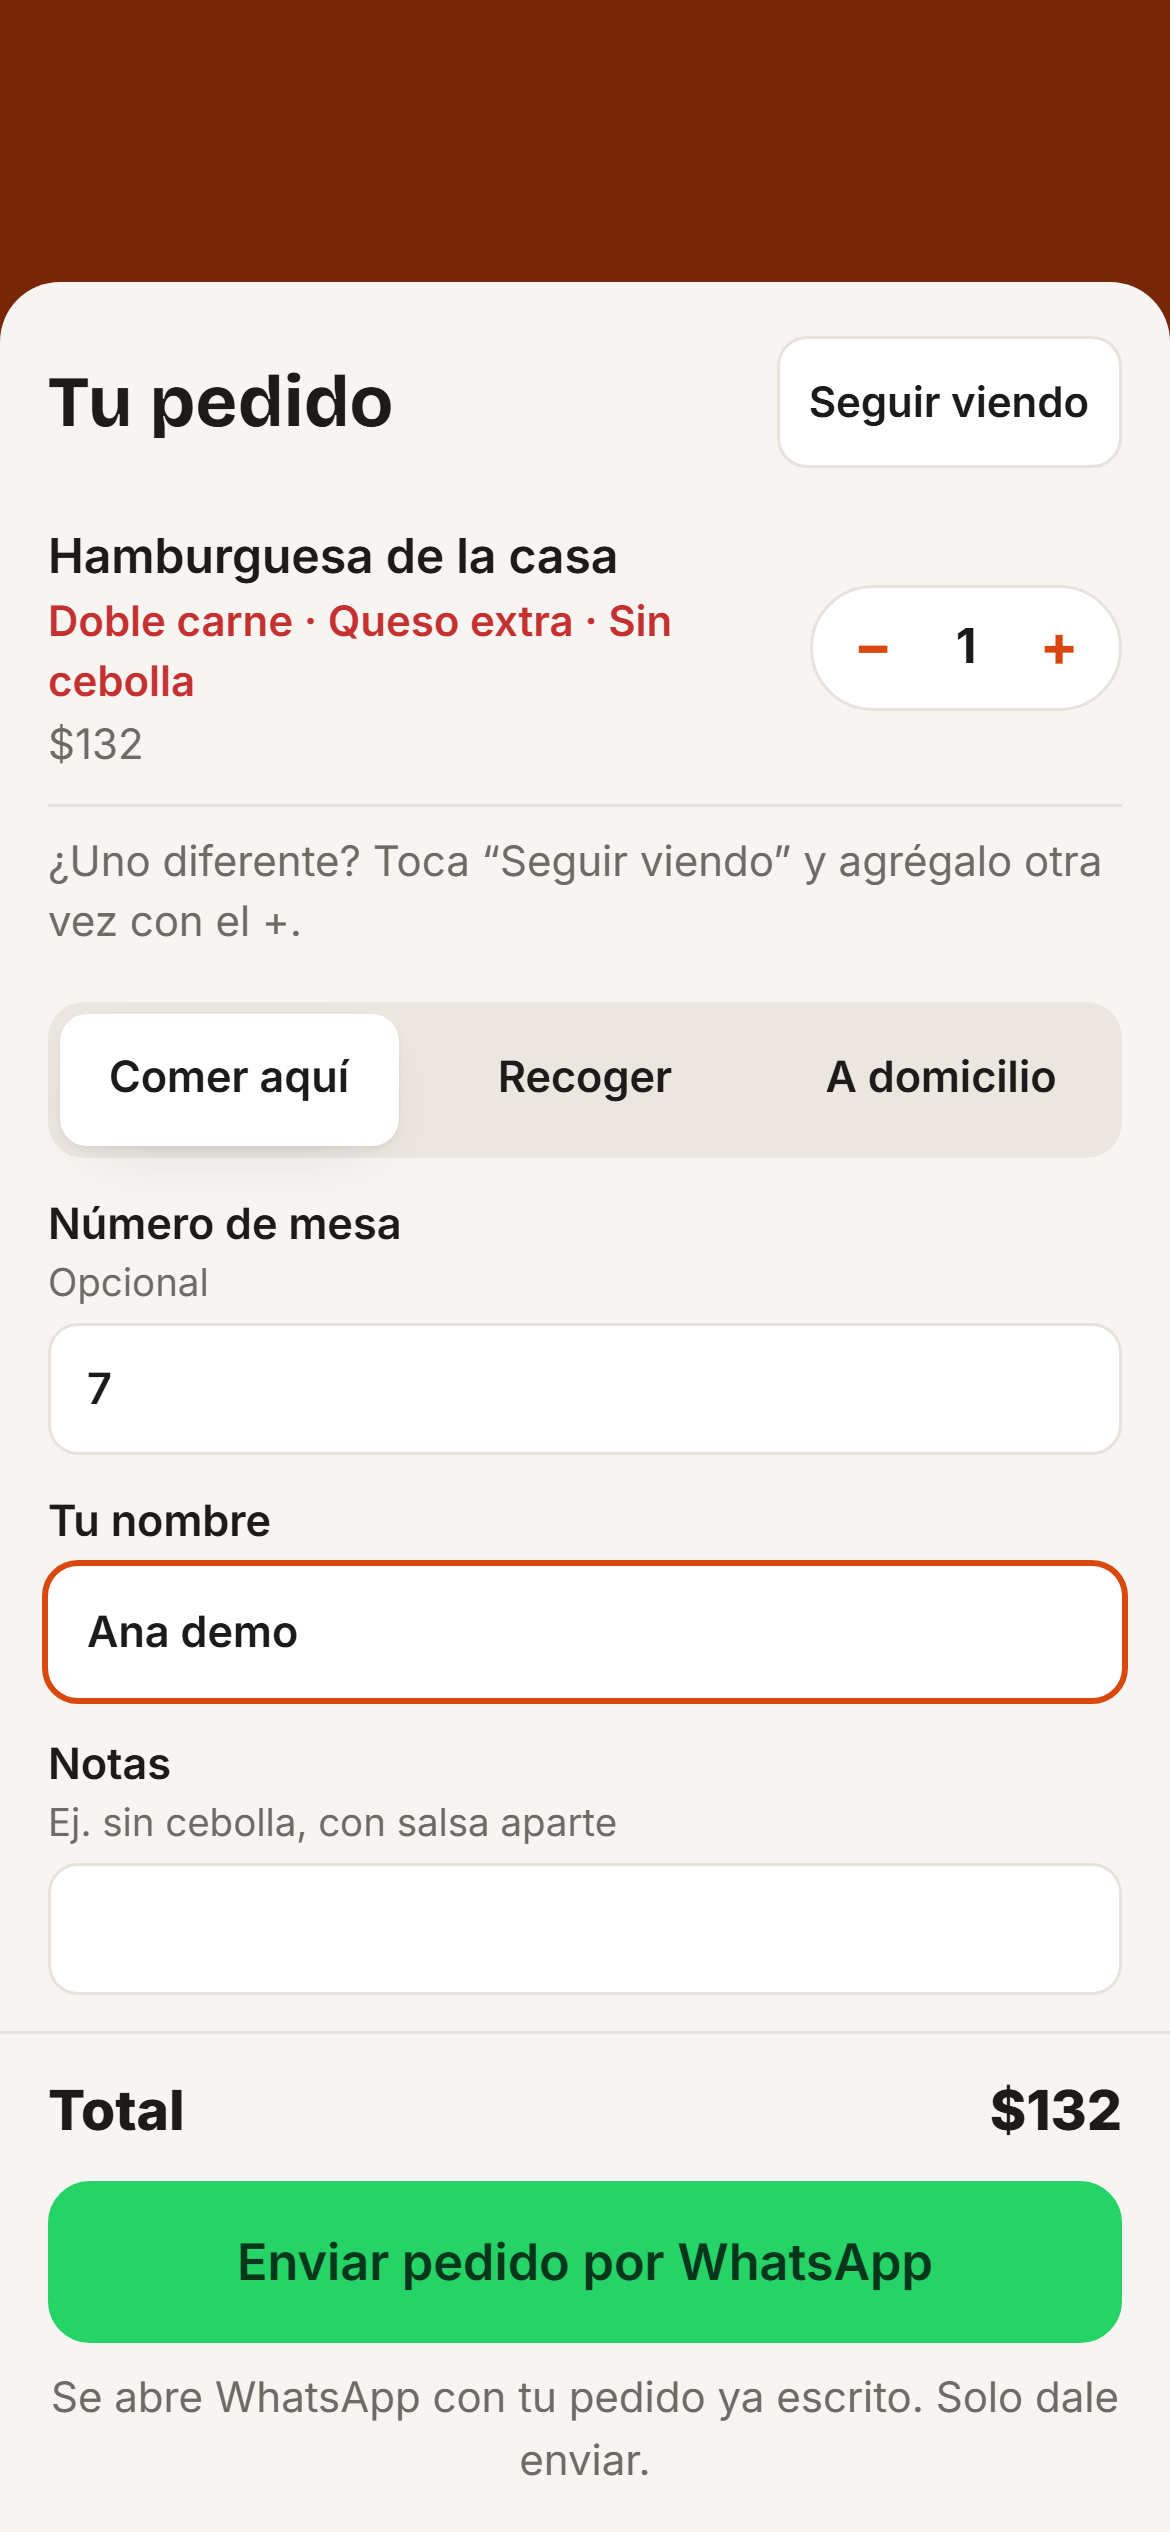 Tu pedido
Seguir viendo
Hamburguesa de la casa
Doble carne · Queso extra · Sin
cebolla
$132
− 1 +
¿Uno diferente? Toca “Seguir viendo” y agrégalo otra
vez con el +.
Comer aquí
Recoger
A domicilio
Número de mesa
Opcional
7
Tu nombre
Ana demo
Notas
Ej. sin cebolla, con salsa aparte
Total
$132
Enviar pedido por WhatsApp
Se abre WhatsApp con tu pedido ya escrito. Solo dale
enviar.